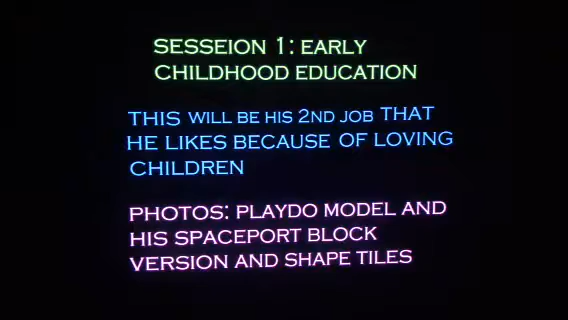 SESSEION 1: EARLY
CHILDHOOD EDUCATION
THIS WILL BE HIS 2ND JOB THAT
HE LIKES BECAUSE OF LOVING
CHILDREN
PHOTOS: PLAYDO MODEL AND
HIS SPACEPORT BLOCK
VERSION AND SHAPE TILES